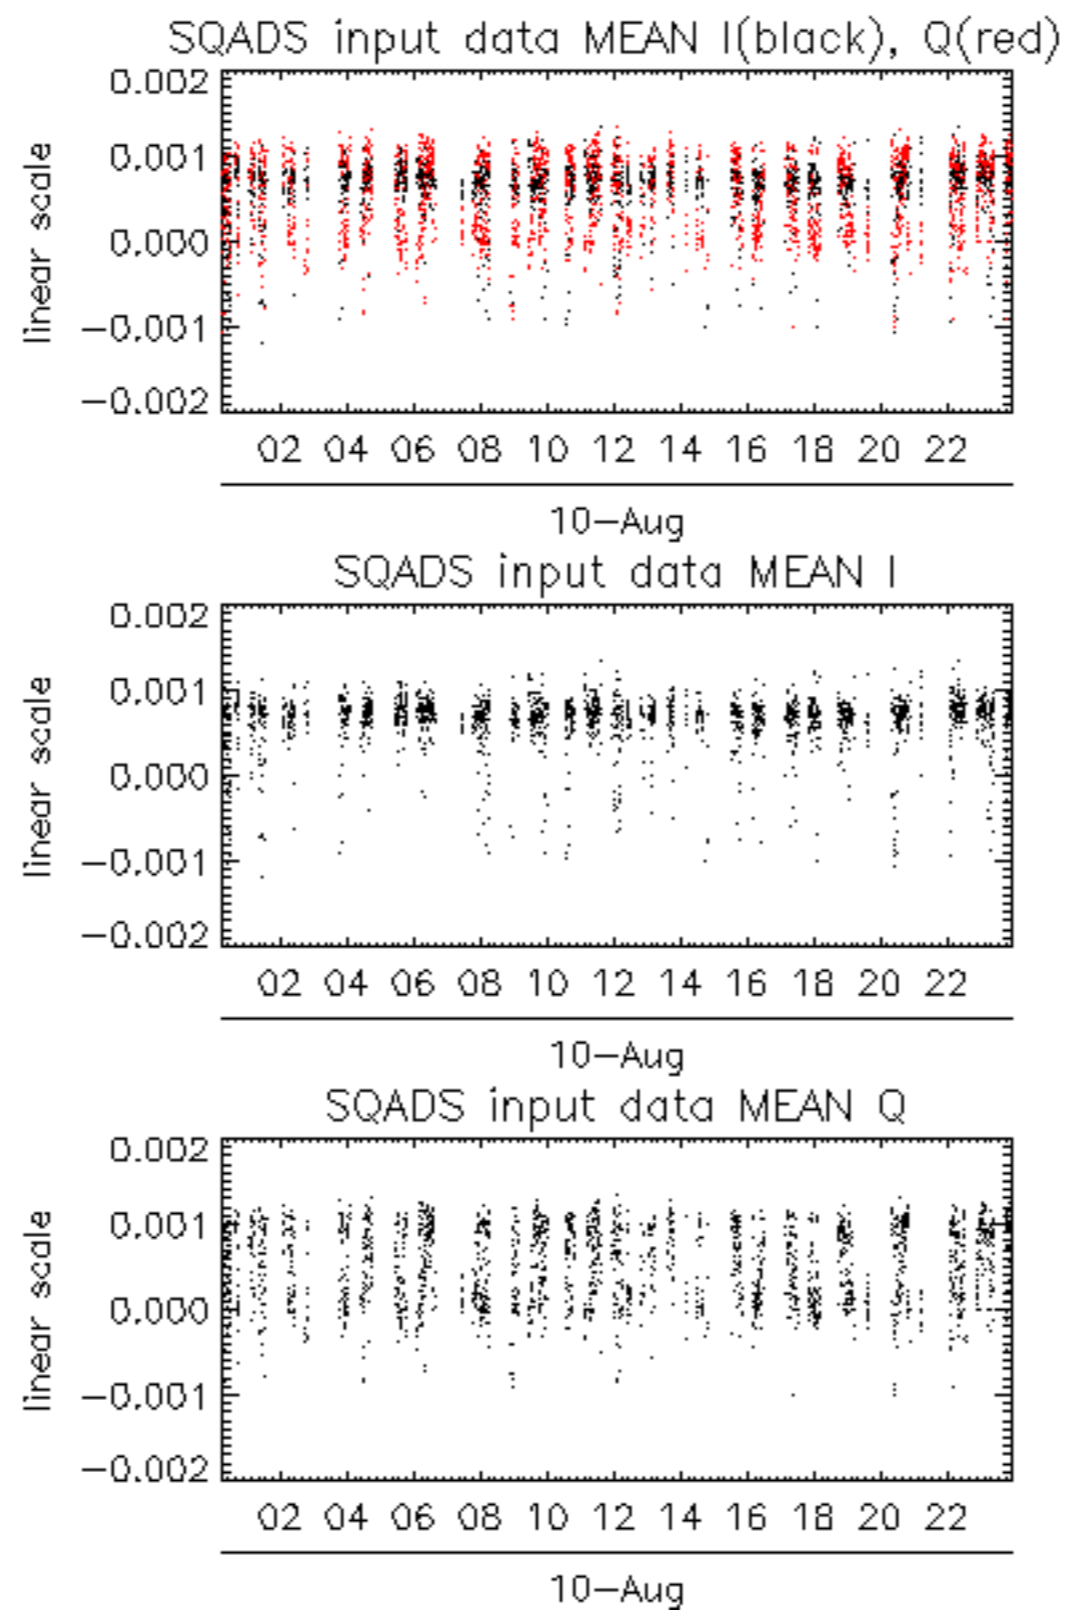 SQADS input data MEAN I(black), Q(red)
0.002
0.001
0.000
−0.001
−0.002
linear scale
02 04 06 08 10 12 14 16 18 20 22
10−Aug
SQADS input data MEAN I
0.002
0.001
0.000
−0.001
−0.002
linear scale
02 04 06 08 10 12 14 16 18 20 22
10−Aug
SQADS input data MEAN Q
0.002
0.001
0.000
−0.001
−0.002
linear scale
02 04 06 08 10 12 14 16 18 20 22
10−Aug